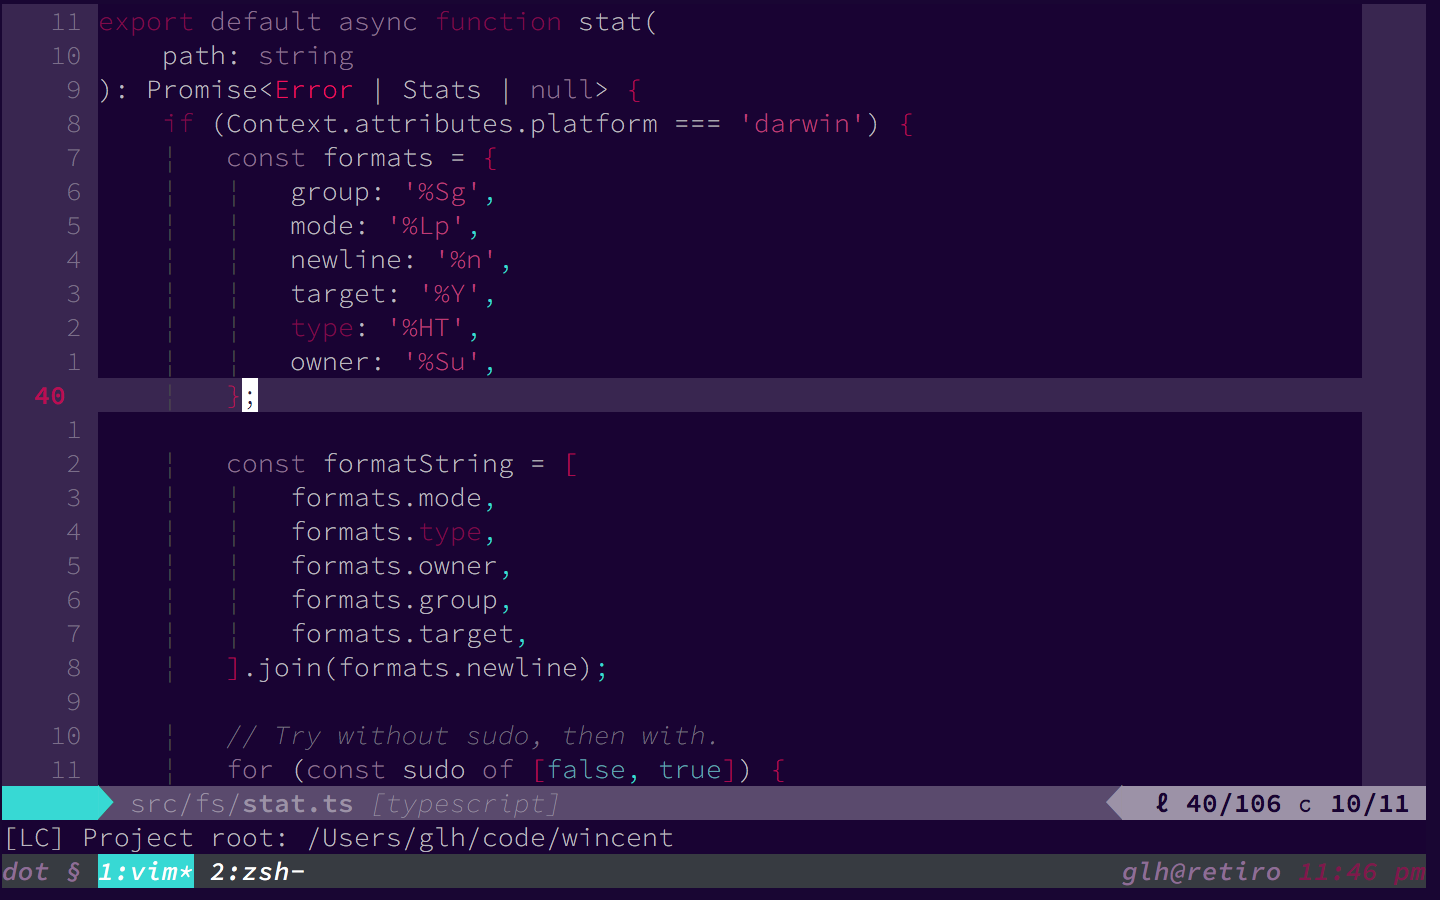 11 export default async function stat(
10     path: string
9 ): Promise<Error | Stats | null> {
8     if (Context.attributes.platform === 'darwin') {
7     ¦   const formats = {
6     ¦   ¦   group: '%Sg',
5     ¦   ¦   mode: '%Lp',
4     ¦   ¦   newline: '%n',
3     ¦   ¦   target: '%Y',
2     ¦   ¦   type: '%HT',
1     ¦   ¦   owner: '%Su',
40     ¦   };
1
2     ¦   const formatString = [
3     ¦   ¦   formats.mode,
4     ¦   ¦   formats.type,
5     ¦   ¦   formats.owner,
6     ¦   ¦   formats.group,
7     ¦   ¦   formats.target,
8     ¦   ].join(formats.newline);
9
10     ¦   // Try without sudo, then with.
11     ¦   for (const sudo of [false, true]) {
src/fs/stat.ts [typescript] ℓ 40/106 c 10/11
[LC] Project root: /Users/glh/code/wincent
dot § 1:vim* 2:zsh- glh@retiro 11:46 pm